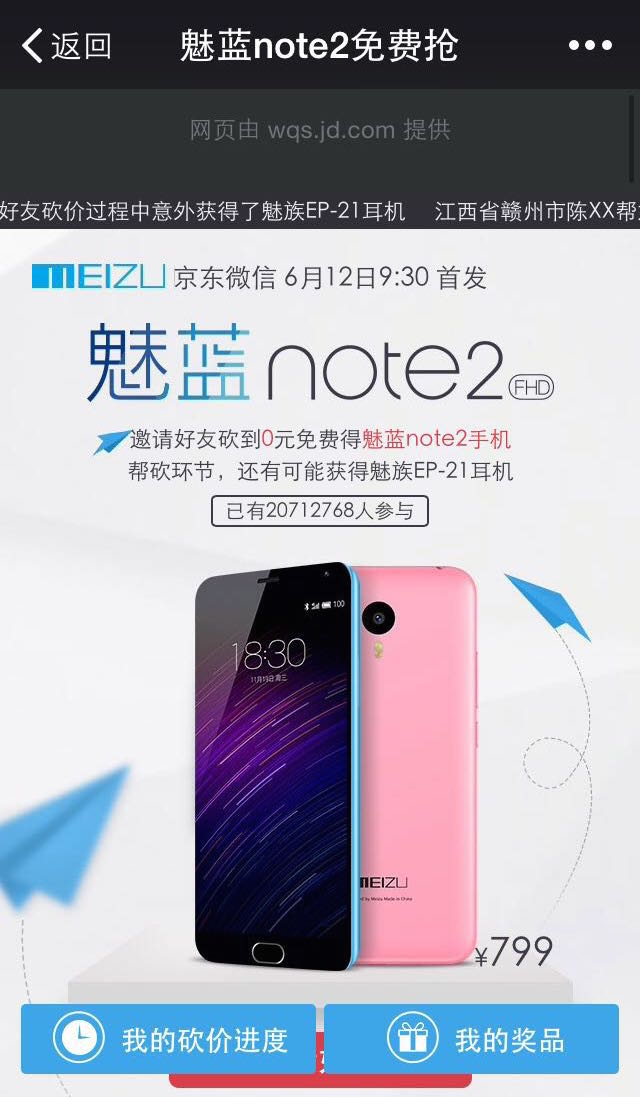 返回
魅蓝note2免费抢
网页由 wqs.jd.com 提供
好友砍价过程中意外获得了魅族EP-21耳机 江西省赣州市陈XX帮
MEIZU 京东微信 6月12日9:30 首发
魅蓝 note2 FHD
邀请好友砍到0元免费得魅蓝note2手机
帮砍环节，还有可能获得魅族EP-21耳机
已有20712768人参与
100
18:30
MEIZU
¥799
我的砍价进度
我的奖品